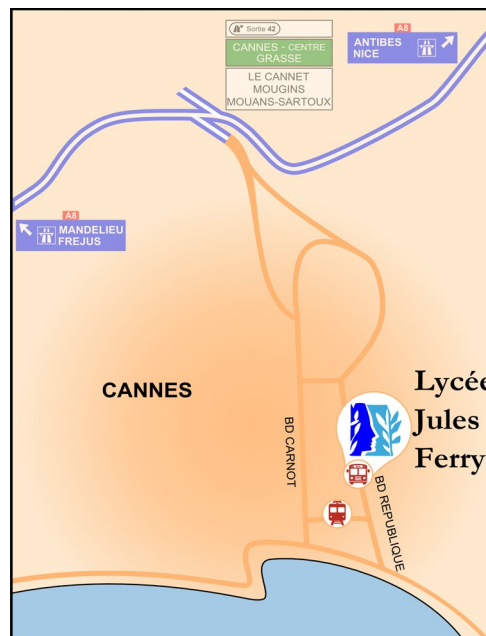 Sortie 42
CANNES - CENTRE
GRASSE
LE CANNET
MOUGINS
MOUANS-SARTOUX
A8
ANTIBES
NICE
A8
MANDELIEU
FREJUS
CANNES
BD CARNOT
Lycée
Jules
Ferry
BD REPUBLIQUE